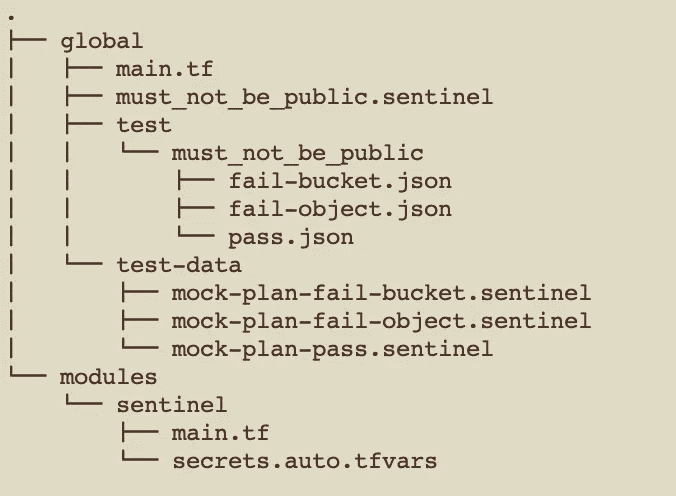 .
├── global
│   ├── main.tf
│   ├── must_not_be_public.sentinel
│   ├── test
│   │   └── must_not_be_public
│   │       ├── fail-bucket.json
│   │       ├── fail-object.json
│   │       └── pass.json
│   └── test-data
│       ├── mock-plan-fail-bucket.sentinel
│       ├── mock-plan-fail-object.sentinel
│       └── mock-plan-pass.sentinel
└── modules
    └── sentinel
        ├── main.tf
        └── secrets.auto.tfvars